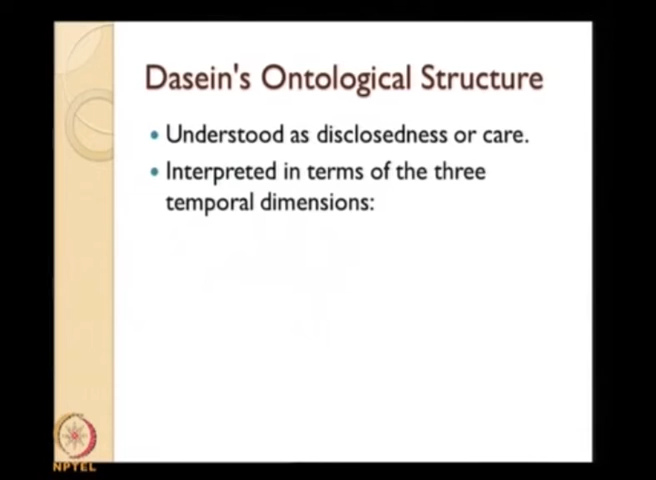 Dasein's Ontological Structure
• Understood as disclosedness or care.
• Interpreted in terms of the three
temporal dimensions:
NPTEL